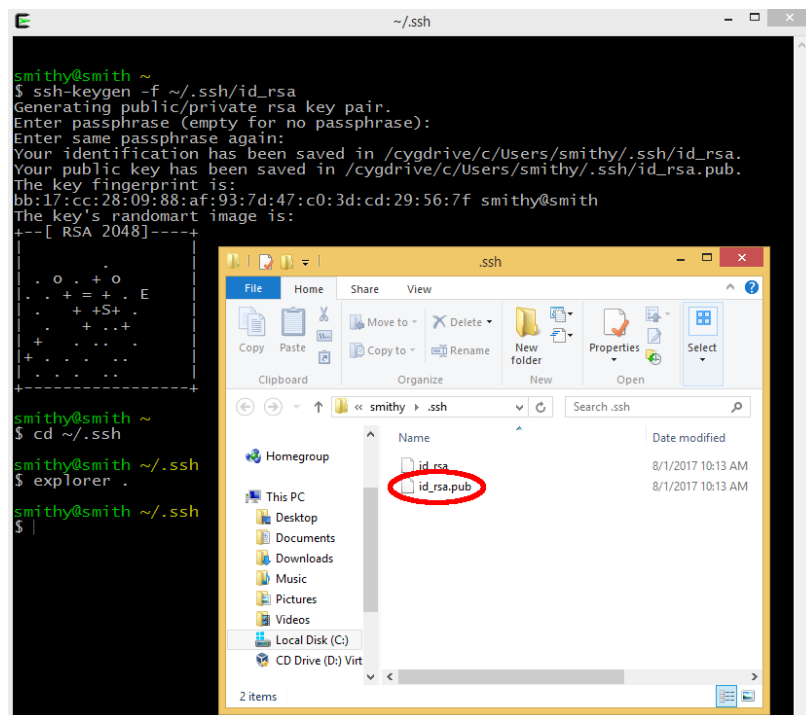 ~/.ssh
smithy@smith ~
$ ssh-keygen -f ~/.ssh/id_rsa
Generating public/private rsa key pair.
Enter passphrase (empty for no passphrase):
Enter same passphrase again:
Your identification has been saved in /cygdrive/c/Users/smithy/.ssh/id_rsa.
Your public key has been saved in /cygdrive/c/Users/smithy/.ssh/id_rsa.pub.
The key fingerprint is:
bb:17:cc:28:09:88:af:93:7d:47:c0:3d:cd:29:56:7f smithy@smith
The key's randomart image is:
+--[ RSA 2048]----+
|                 |
|       .         |
| . o . + o       |
|. . + = + . E    |
| .   + +S+ .     |
| .    + ..+      |
| +   . .. .      |
|+ . . .  ..      |
| . . .  ..       |
+-----------------+
smithy@smith ~
$ cd ~/.ssh
smithy@smith ~/.ssh
$ explorer .
smithy@smith ~/.ssh
$
.ssh
File Home Share View
Copy Paste
Move to Delete
Copy to Rename
New folder
Properties
Select
Clipboard Organize New Open
« smithy .ssh
Search .ssh
Name Date modified
Homegroup
id_rsa 8/1/2017 10:13 AM
id_rsa.pub 8/1/2017 10:13 AM
This PC
Desktop
Documents
Downloads
Music
Pictures
Videos
Local Disk (C:)
CD Drive (D:) Virt
2 items